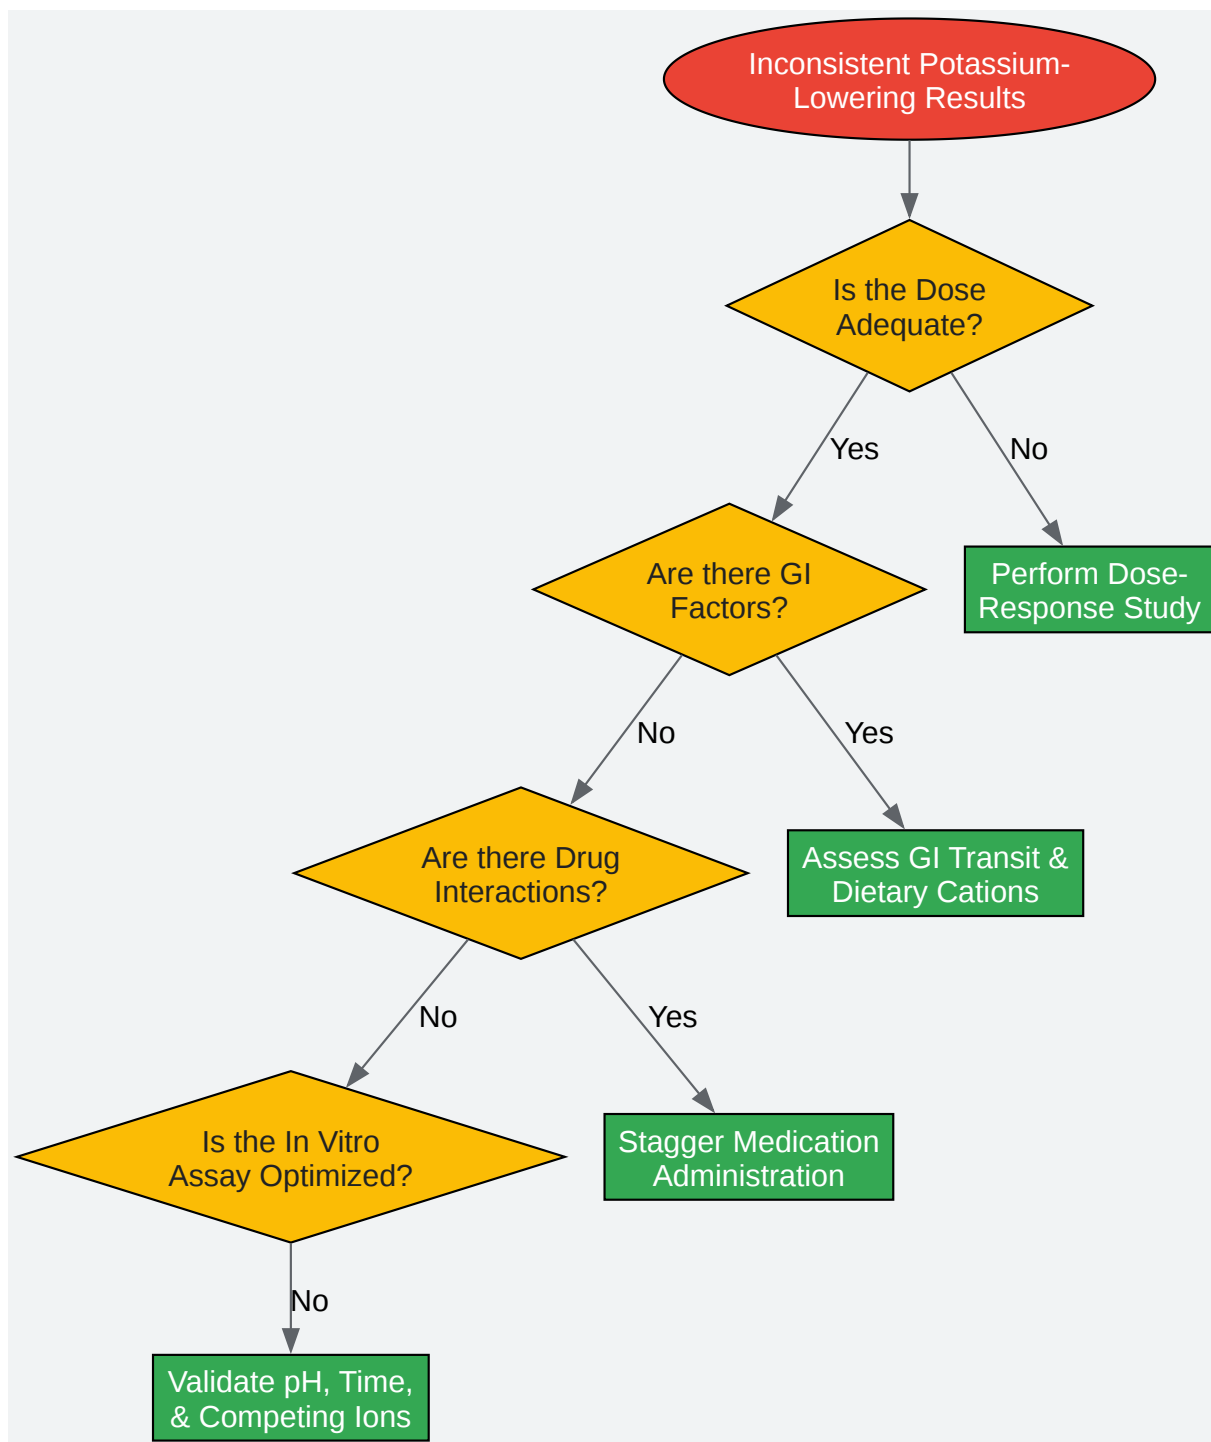 Inconsistent Potassium-
Lowering Results
Is the Dose
Adequate?
Yes
No
Are there GI
Factors?
Perform Dose-
Response Study
No
Yes
Are there Drug
Interactions?
Assess GI Transit &
Dietary Cations
No
Yes
Is the In Vitro
Assay Optimized?
Stagger Medication
Administration
No
Validate pH, Time,
& Competing Ions